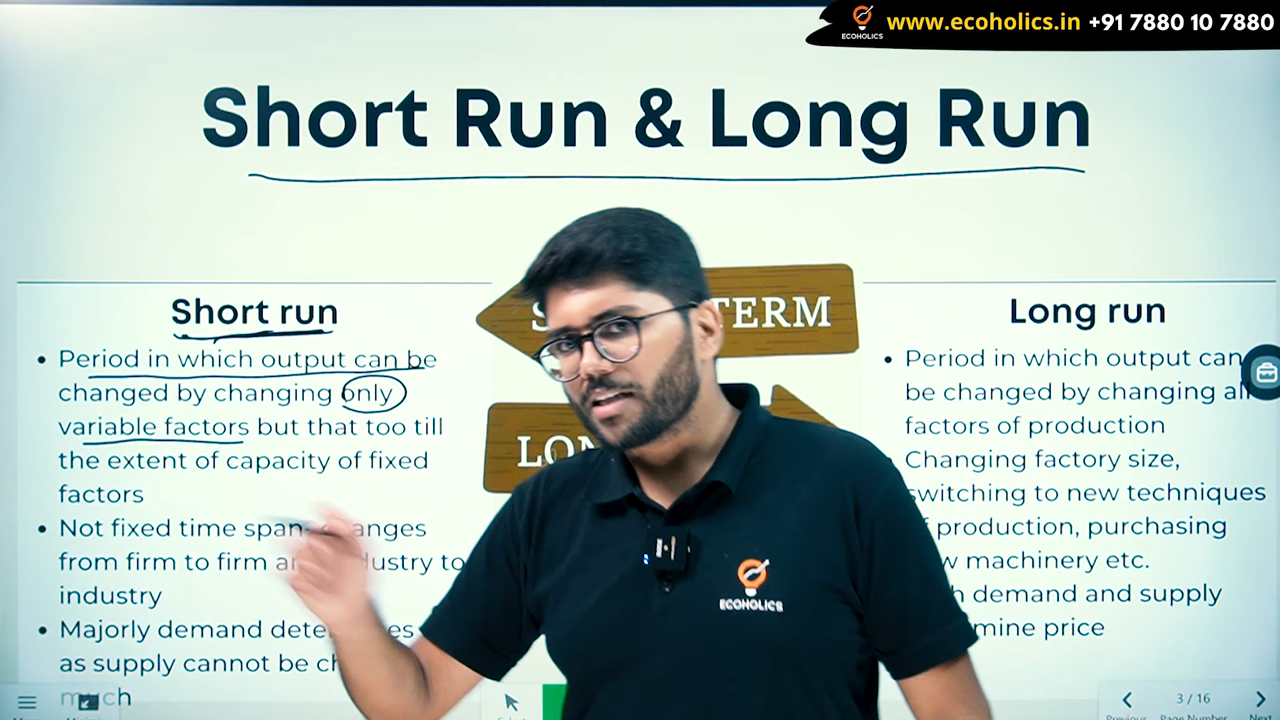 www.ecoholics.in +91 7880 10 7880
ECOHOLICS
Short Run & Long Run
Short run
Period in which output can be
changed by changing only
variable factors but that too till
the extent of capacity of fixed
factors
Not fixed time span
from firm to firm
industry
Majorly demand
as supply cannot be
TERM
Long run
Period in which output can
be changed by changing all
factors of production
Changing factory size,
switching to new techniques
production, purchasing
machinery etc.
demand and supply
price
ECOHOLICS
3 / 16
Previous Page Number Next